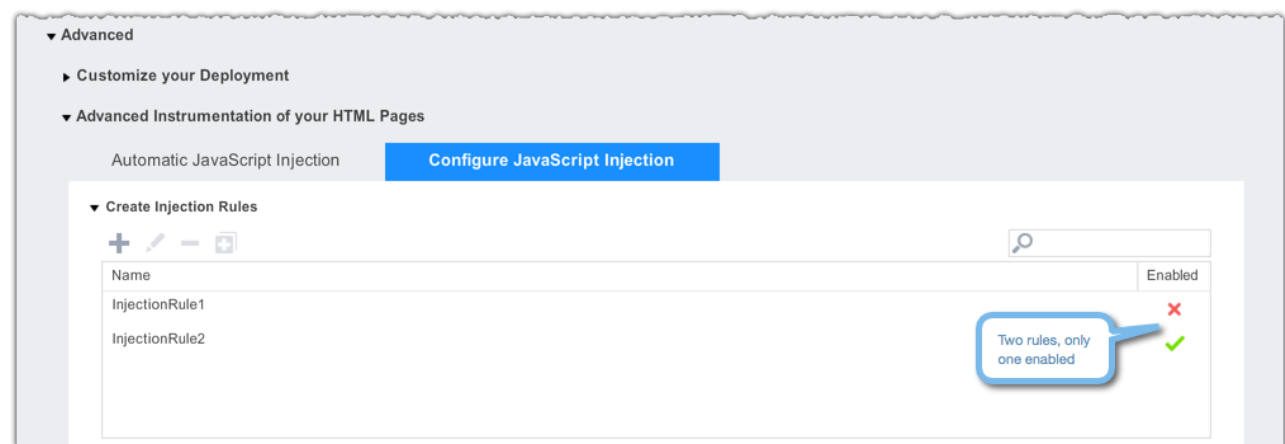 Advanced
Customize your Deployment
Advanced Instrumentation of your HTML Pages
Automatic JavaScript Injection
Configure JavaScript Injection
Create Injection Rules
Name
Enabled
InjectionRule1
InjectionRule2
Two rules, only
one enabled